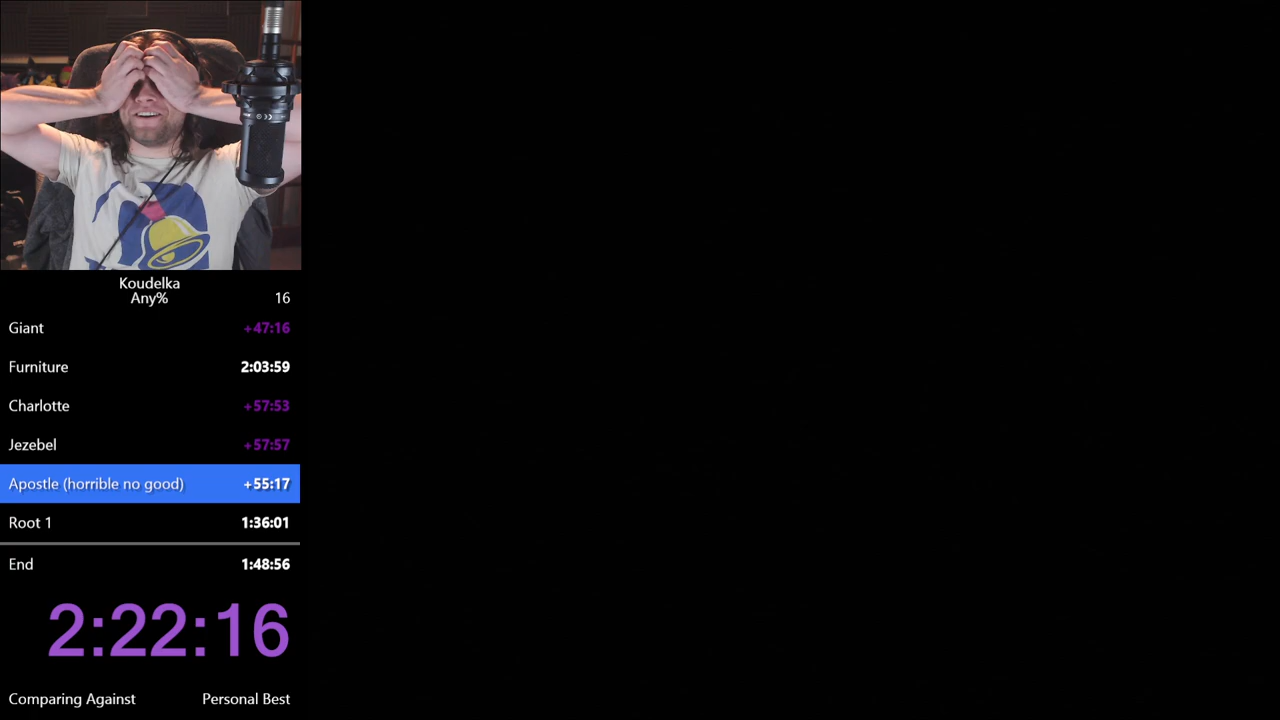 Koudelka
Any% 16
Giant +47:16
Furniture 2:03:59
Charlotte +57:53
Jezebel +57:57
Apostle (horrible no good) +55:17
Root 1 1:36:01
End 1:48:56
2:22:16
Comparing Against Personal Best